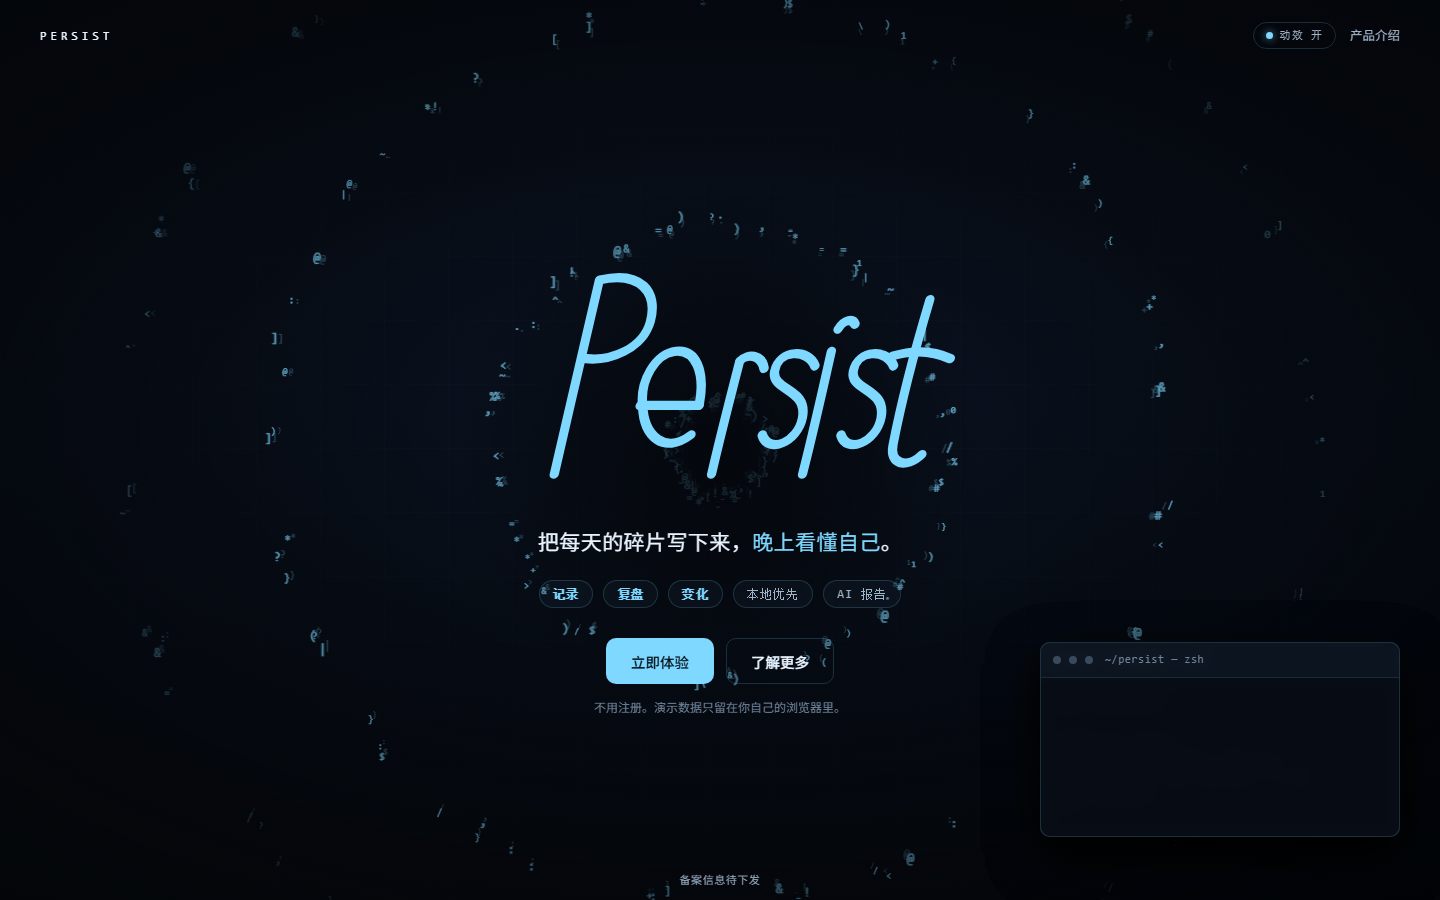 PERSIST
动效 开
产品介绍
Persist
把每天的碎片写下来，晚上看懂自己。
记录
复盘
变化
本地优先
AI 报告
立即体验
了解更多
不用注册。演示数据只留在你自己的浏览器里。
~/persist — zsh
备案信息待下发